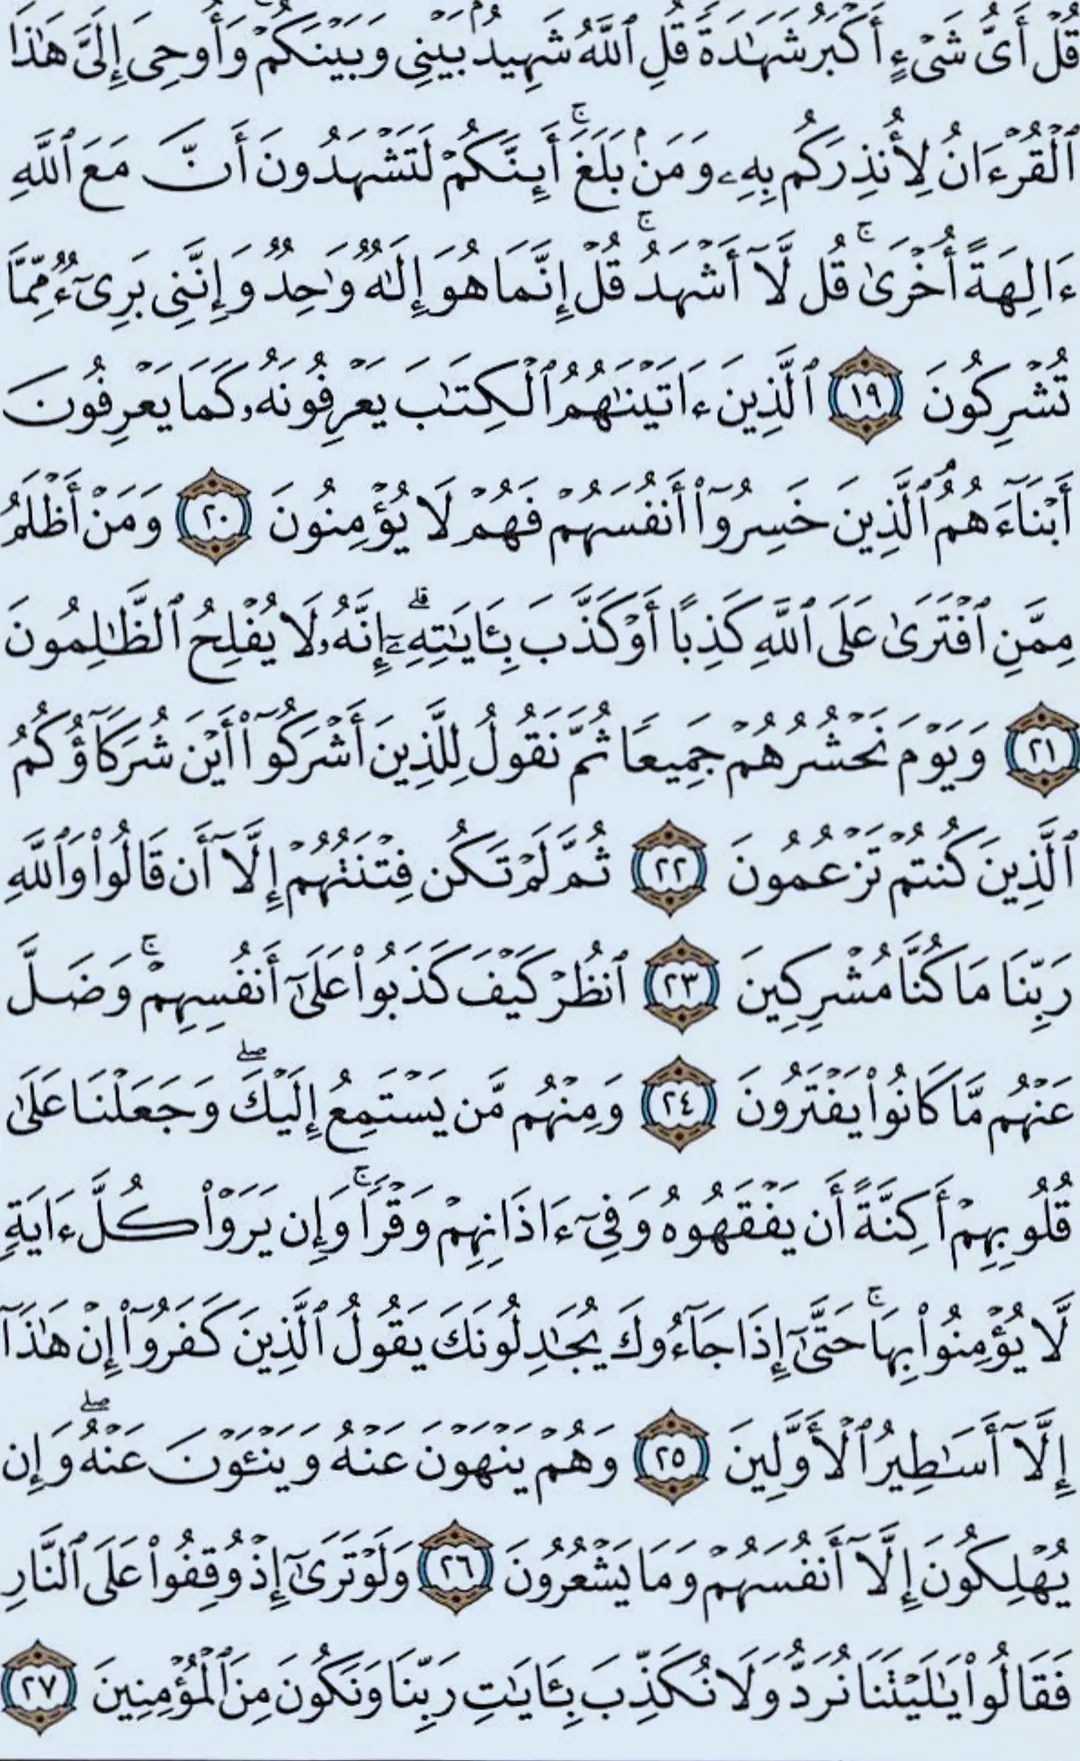 قُلْ أَىُّ شَىْءٍ أَكْبَرُ شَهَٰدَةً قُلِ ٱللَّهُ شَهِيدٌۢ بَيْنِى وَبَيْنَكُمْ وَأُوحِىَ إِلَىَّ هَٰذَا
ٱلْقُرْءَانُ لِأُنذِرَكُم بِهِۦ وَمَنۢ بَلَغَ ۚ أَئِنَّكُمْ لَتَشْهَدُونَ أَنَّ مَعَ ٱللَّهِ
ءَالِهَةً أُخْرَىٰ ۚ قُل لَّآ أَشْهَدُ ۚ قُلْ إِنَّمَا هُوَ إِلَٰهٌ وَٰحِدٌ وَإِنَّنِى بَرِىٓءٌ مِّمَّا
تُشْرِكُونَ ١٩ ٱلَّذِينَ ءَاتَيْنَٰهُمُ ٱلْكِتَٰبَ يَعْرِفُونَهُۥ كَمَا يَعْرِفُونَ
أَبْنَآءَهُمُ ٱلَّذِينَ خَسِرُوٓا۟ أَنفُسَهُمْ فَهُمْ لَا يُؤْمِنُونَ ٢٠ وَمَنْ أَظْلَمُ
مِمَّنِ ٱفْتَرَىٰ عَلَى ٱللَّهِ كَذِبًا أَوْ كَذَّبَ بِـَٔايَٰتِهِۦٓ ۗ إِنَّهُۥ لَا يُفْلِحُ ٱلظَّٰلِمُونَ
٢١ وَيَوْمَ نَحْشُرُهُمْ جَمِيعًا ثُمَّ نَقُولُ لِلَّذِينَ أَشْرَكُوٓا۟ أَيْنَ شُرَكَآؤُكُمُ
ٱلَّذِينَ كُنتُمْ تَزْعُمُونَ ٢٢ ثُمَّ لَمْ تَكُن فِتْنَتُهُمْ إِلَّآ أَن قَالُوا۟ وَٱللَّهِ
رَبِّنَا مَا كُنَّا مُشْرِكِينَ ٢٣ ٱنظُرْ كَيْفَ كَذَبُوا۟ عَلَىٰٓ أَنفُسِهِمْ ۚ وَضَلَّ
عَنْهُم مَّا كَانُوا۟ يَفْتَرُونَ ٢٤ وَمِنْهُم مَّن يَسْتَمِعُ إِلَيْكَ ۖ وَجَعَلْنَا عَلَىٰ
قُلُوبِهِمْ أَكِنَّةً أَن يَفْقَهُوهُ وَفِىٓ ءَاذَانِهِمْ وَقْرًا ۚ وَإِن يَرَوْا۟ كُلَّ ءَايَةٍ
لَّا يُؤْمِنُوا۟ بِهَا ۚ حَتَّىٰٓ إِذَا جَآءُوكَ يُجَٰدِلُونَكَ يَقُولُ ٱلَّذِينَ كَفَرُوٓا۟ إِنْ هَٰذَآ
إِلَّآ أَسَٰطِيرُ ٱلْأَوَّلِينَ ٢٥ وَهُمْ يَنْهَوْنَ عَنْهُ وَيَنْـَٔوْنَ عَنْهُ ۖ وَإِن
يُهْلِكُونَ إِلَّآ أَنفُسَهُمْ وَمَا يَشْعُرُونَ ٢٦ وَلَوْ تَرَىٰٓ إِذْ وُقِفُوا۟ عَلَى ٱلنَّارِ
فَقَالُوا۟ يَٰلَيْتَنَا نُرَدُّ وَلَا نُكَذِّبَ بِـَٔايَٰتِ رَبِّنَا وَنَكُونَ مِنَ ٱلْمُؤْمِنِينَ ٢٧